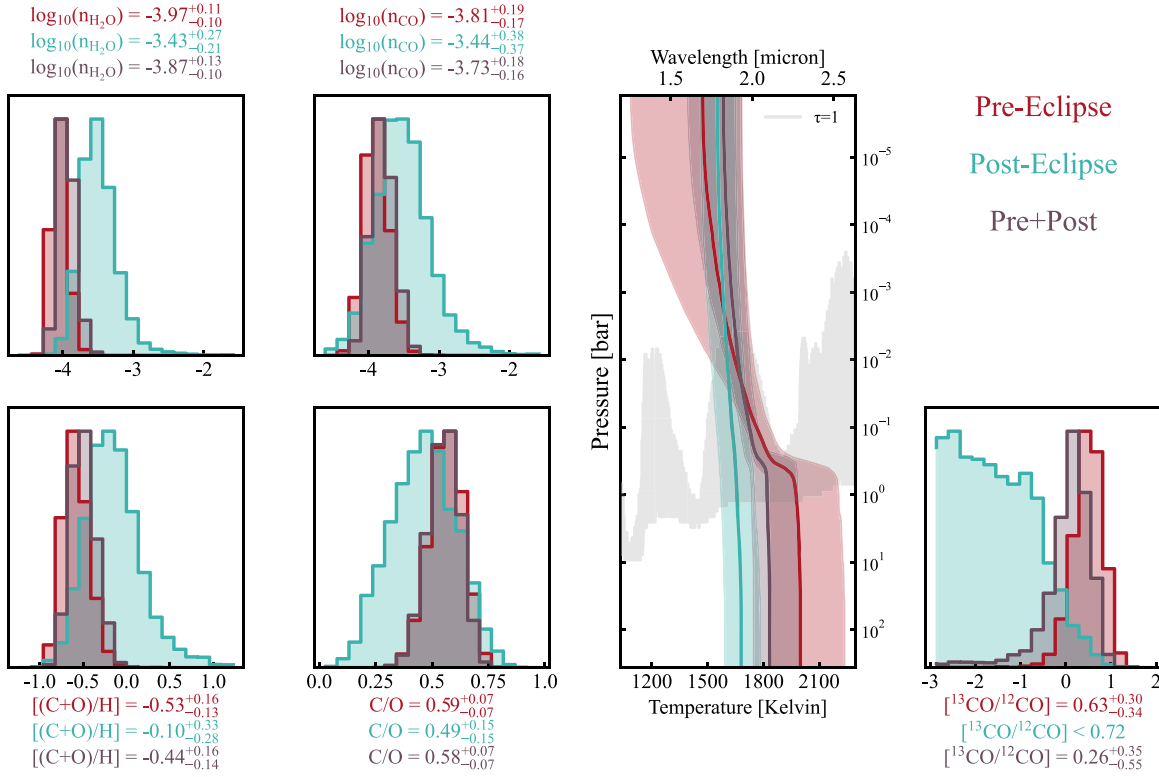 log₁₀(n_H₂O) = -3.97 +0.11 −0.10
log₁₀(n_H₂O) = -3.43 +0.27 −0.21
log₁₀(n_H₂O) = -3.87 +0.13 −0.10
log₁₀(n_CO) = -3.81 +0.19 −0.17
log₁₀(n_CO) = -3.44 +0.38 −0.37
log₁₀(n_CO) = -3.73 +0.18 −0.16
Wavelength [micron]
1.5 2.0 2.5
τ=1
Pre-Eclipse
Post-Eclipse
Pre+Post
Pressure [bar]
10⁻⁵
10⁻⁴
10⁻³
10⁻²
10⁻¹
10⁰
10¹
10²
-4 -3 -2
-4 -3 -2
-1.0 -0.5 0.0 0.5 1.0
0.0 0.2 0.5 0.8 1.0
1200 1500 1800 2100
Temperature [Kelvin]
-3 -2 -1 0 1 2
[(C+O)/H] = -0.53 +0.16 −0.13
[(C+O)/H] = -0.10 +0.33 −0.28
[(C+O)/H] = -0.44 +0.16 −0.14
C/O = 0.59 +0.07 −0.07
C/O = 0.49 +0.15 −0.15
C/O = 0.58 +0.07 −0.07
[¹³CO/¹²CO] = 0.63 +0.30 −0.34
[¹³CO/¹²CO] < 0.72
[¹³CO/¹²CO] = 0.26 +0.35 −0.55